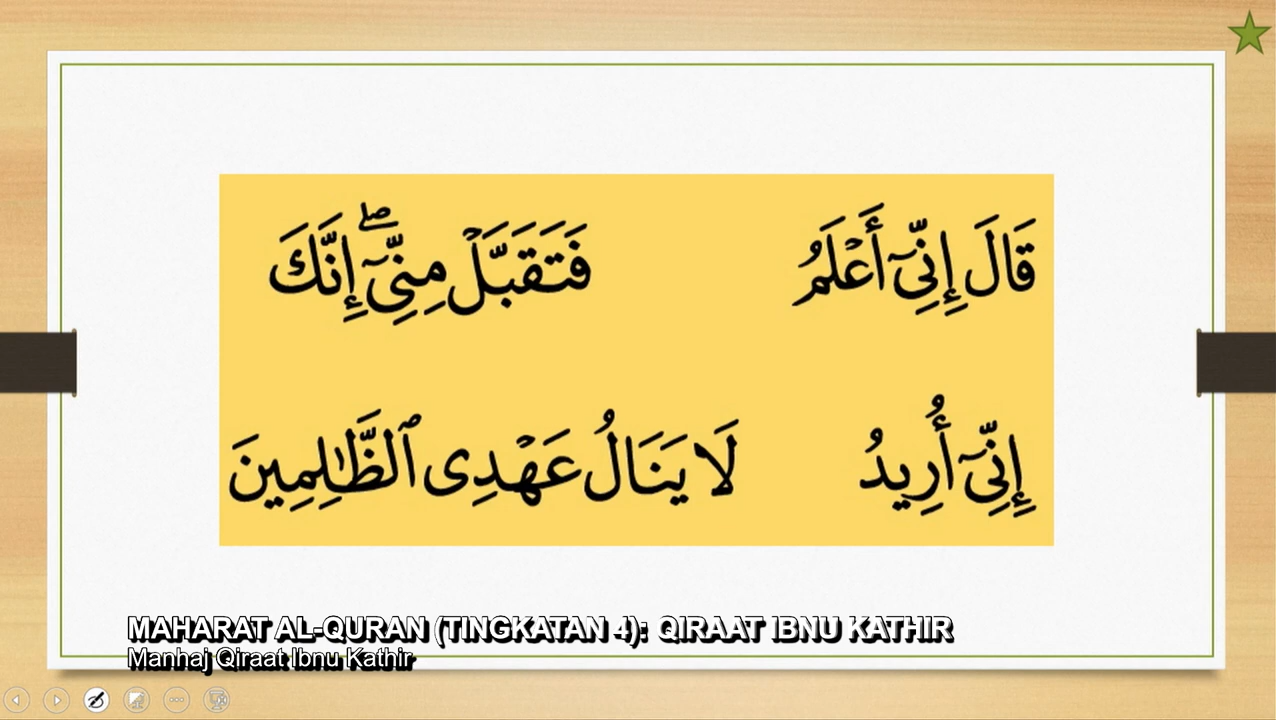 قَالَ إِنِّىٓ أَعۡلَمُ
فَتَقَبَّلۡ مِنِّىٓۖ إِنَّكَ
إِنِّىٓ أُرِيدُ
لَا يَنَالُ عَهۡدِى ٱلظَّٰلِمِينَ
MAHARAT AL-QURAN (TINGKATAN 4): QIRAAT IBNU KATHIR
Manhaj Qiraat Ibnu Kathir